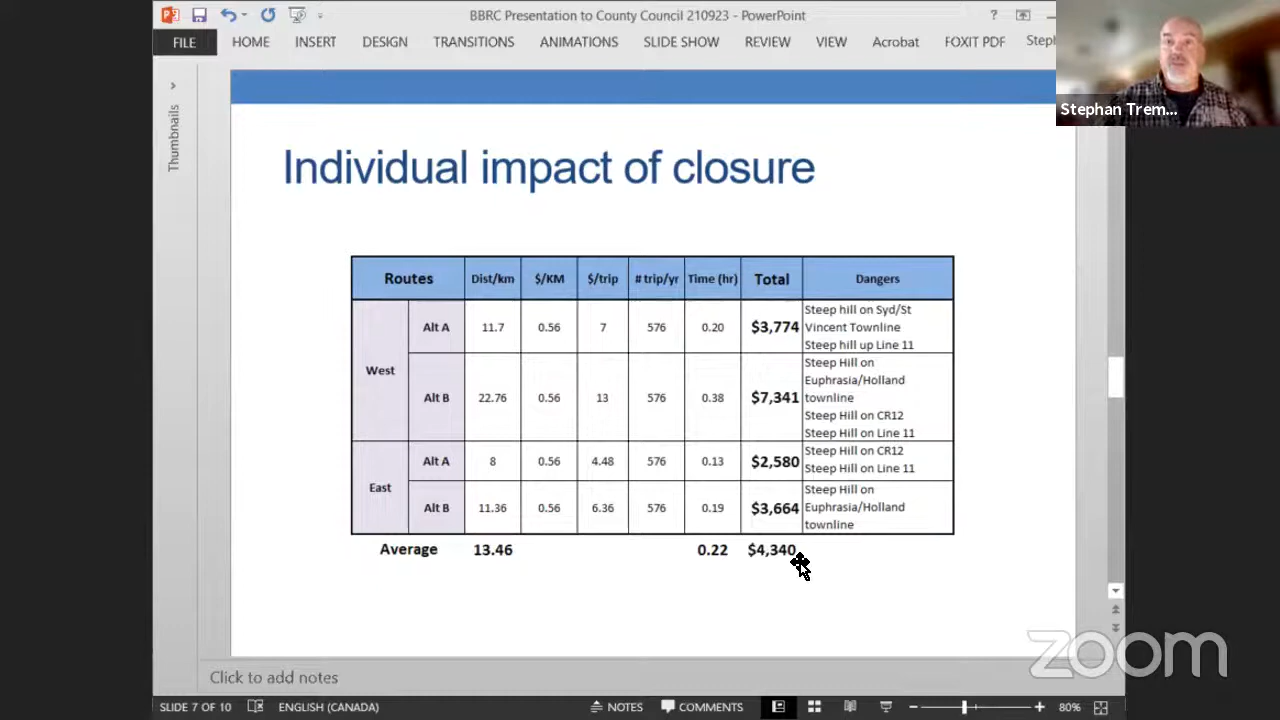 BBRC Presentation to County Council 210923 - PowerPoint
?
FILE HOME INSERT DESIGN TRANSITIONS ANIMATIONS SLIDE SHOW REVIEW VIEW Acrobat FOXIT PDF Steph
Stephan Trem...
Thumbnails
Individual impact of closure
Routes Dist/km $/KM $/trip # trip/yr Time (hr) Total Dangers
West
Alt A 11.7 0.56 7 576 0.20 $3,774
Steep hill on Syd/St
Vincent Townline
Steep hill up Line 11
Alt B 22.76 0.56 13 576 0.38 $7,341
Steep Hill on
Euphrasia/Holland
townline
Steep Hill on CR12
Steep Hill on Line 11
East
Alt A 8 0.56 4.48 576 0.13 $2,580
Steep Hill on CR12
Steep Hill on Line 11
Alt B 11.36 0.56 6.36 576 0.19 $3,664
Steep Hill on
Euphrasia/Holland
townline
Average 13.46 0.22 $4,340
zoom
Click to add notes
SLIDE 7 OF 10 ENGLISH (CANADA) NOTES COMMENTS 80%